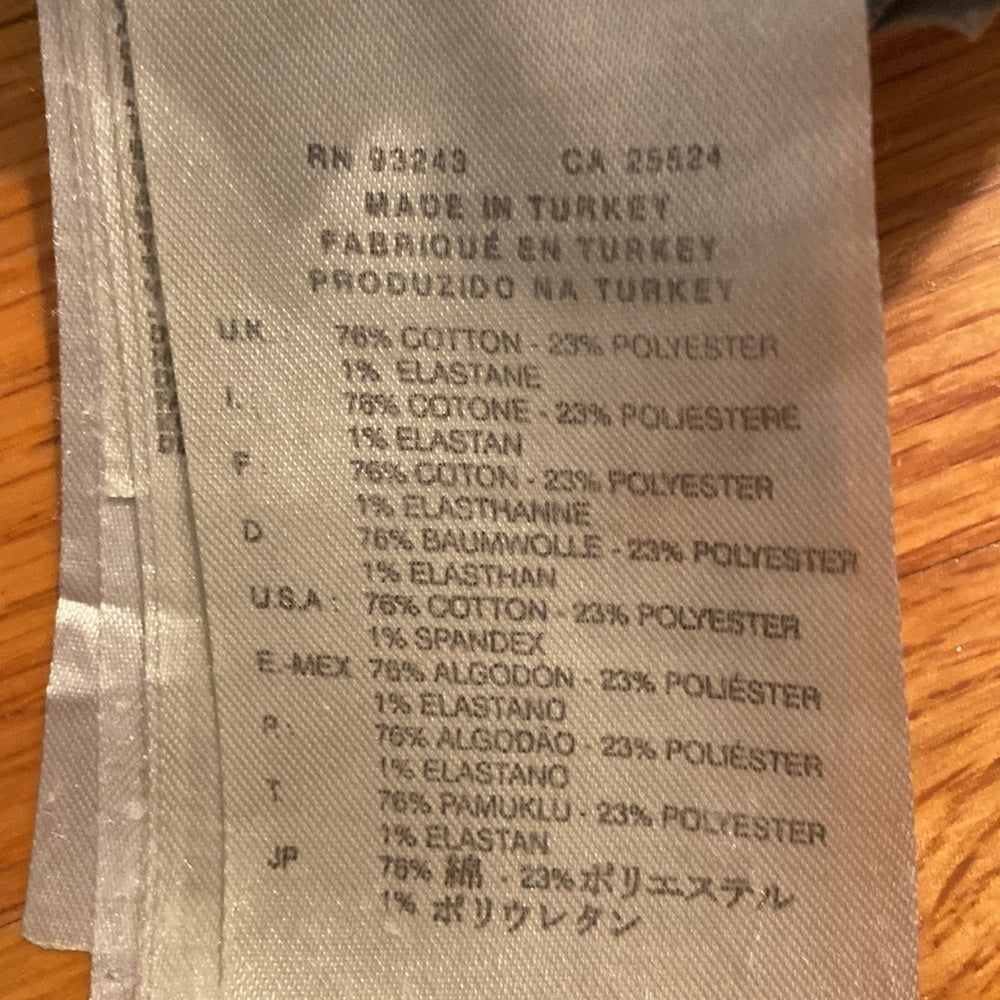 RN 93243 CA 25524
MADE IN TURKEY
FABRIQUÉ EN TURKEY
PRODUZIDO NA TURKEY
U.K. : 76% COTTON - 23% POLYESTER
1% ELASTANE
I. 76% COTONE - 23% POLIESTERE
1% ELASTAN
F : 76% COTON - 23% POLYESTER
1% ELASTHANNE
D 76% BAUMWOLLE - 23% POLYESTER
1% ELASTHAN
U.S.A : 76% COTTON - 23% POLYESTER
1% SPANDEX
E.-MEX 76% ALGODÓN - 23% POLIÉSTER
1% ELASTANO
P. : 76% ALGODÃO - 23% POLIÉSTER
1% ELASTANO
T. 76% PAMUKLU - 23% POLYESTER
1% ELASTAN
JP 76% 綿 - 23% ポリエステル
1% ポリウレタン